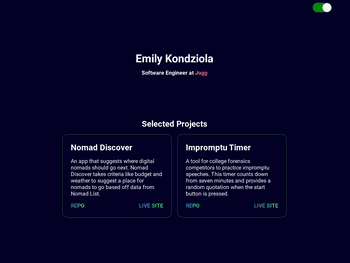 Emily Kondziola
Software Engineer at Jogg
Selected Projects
Nomad Discover
An app that suggests where digital
nomads should go next. Nomad
Discover takes criteria like budget and
weather to suggest a place for
nomads to go based off data from
Nomad List.
REPO
LIVE SITE
Impromptu Timer
A tool for college forensics
competitors to practice impromptu
speeches. This timer counts down
from seven minutes and provides a
random quotation when the start
button is pressed.
REPO
LIVE SITE